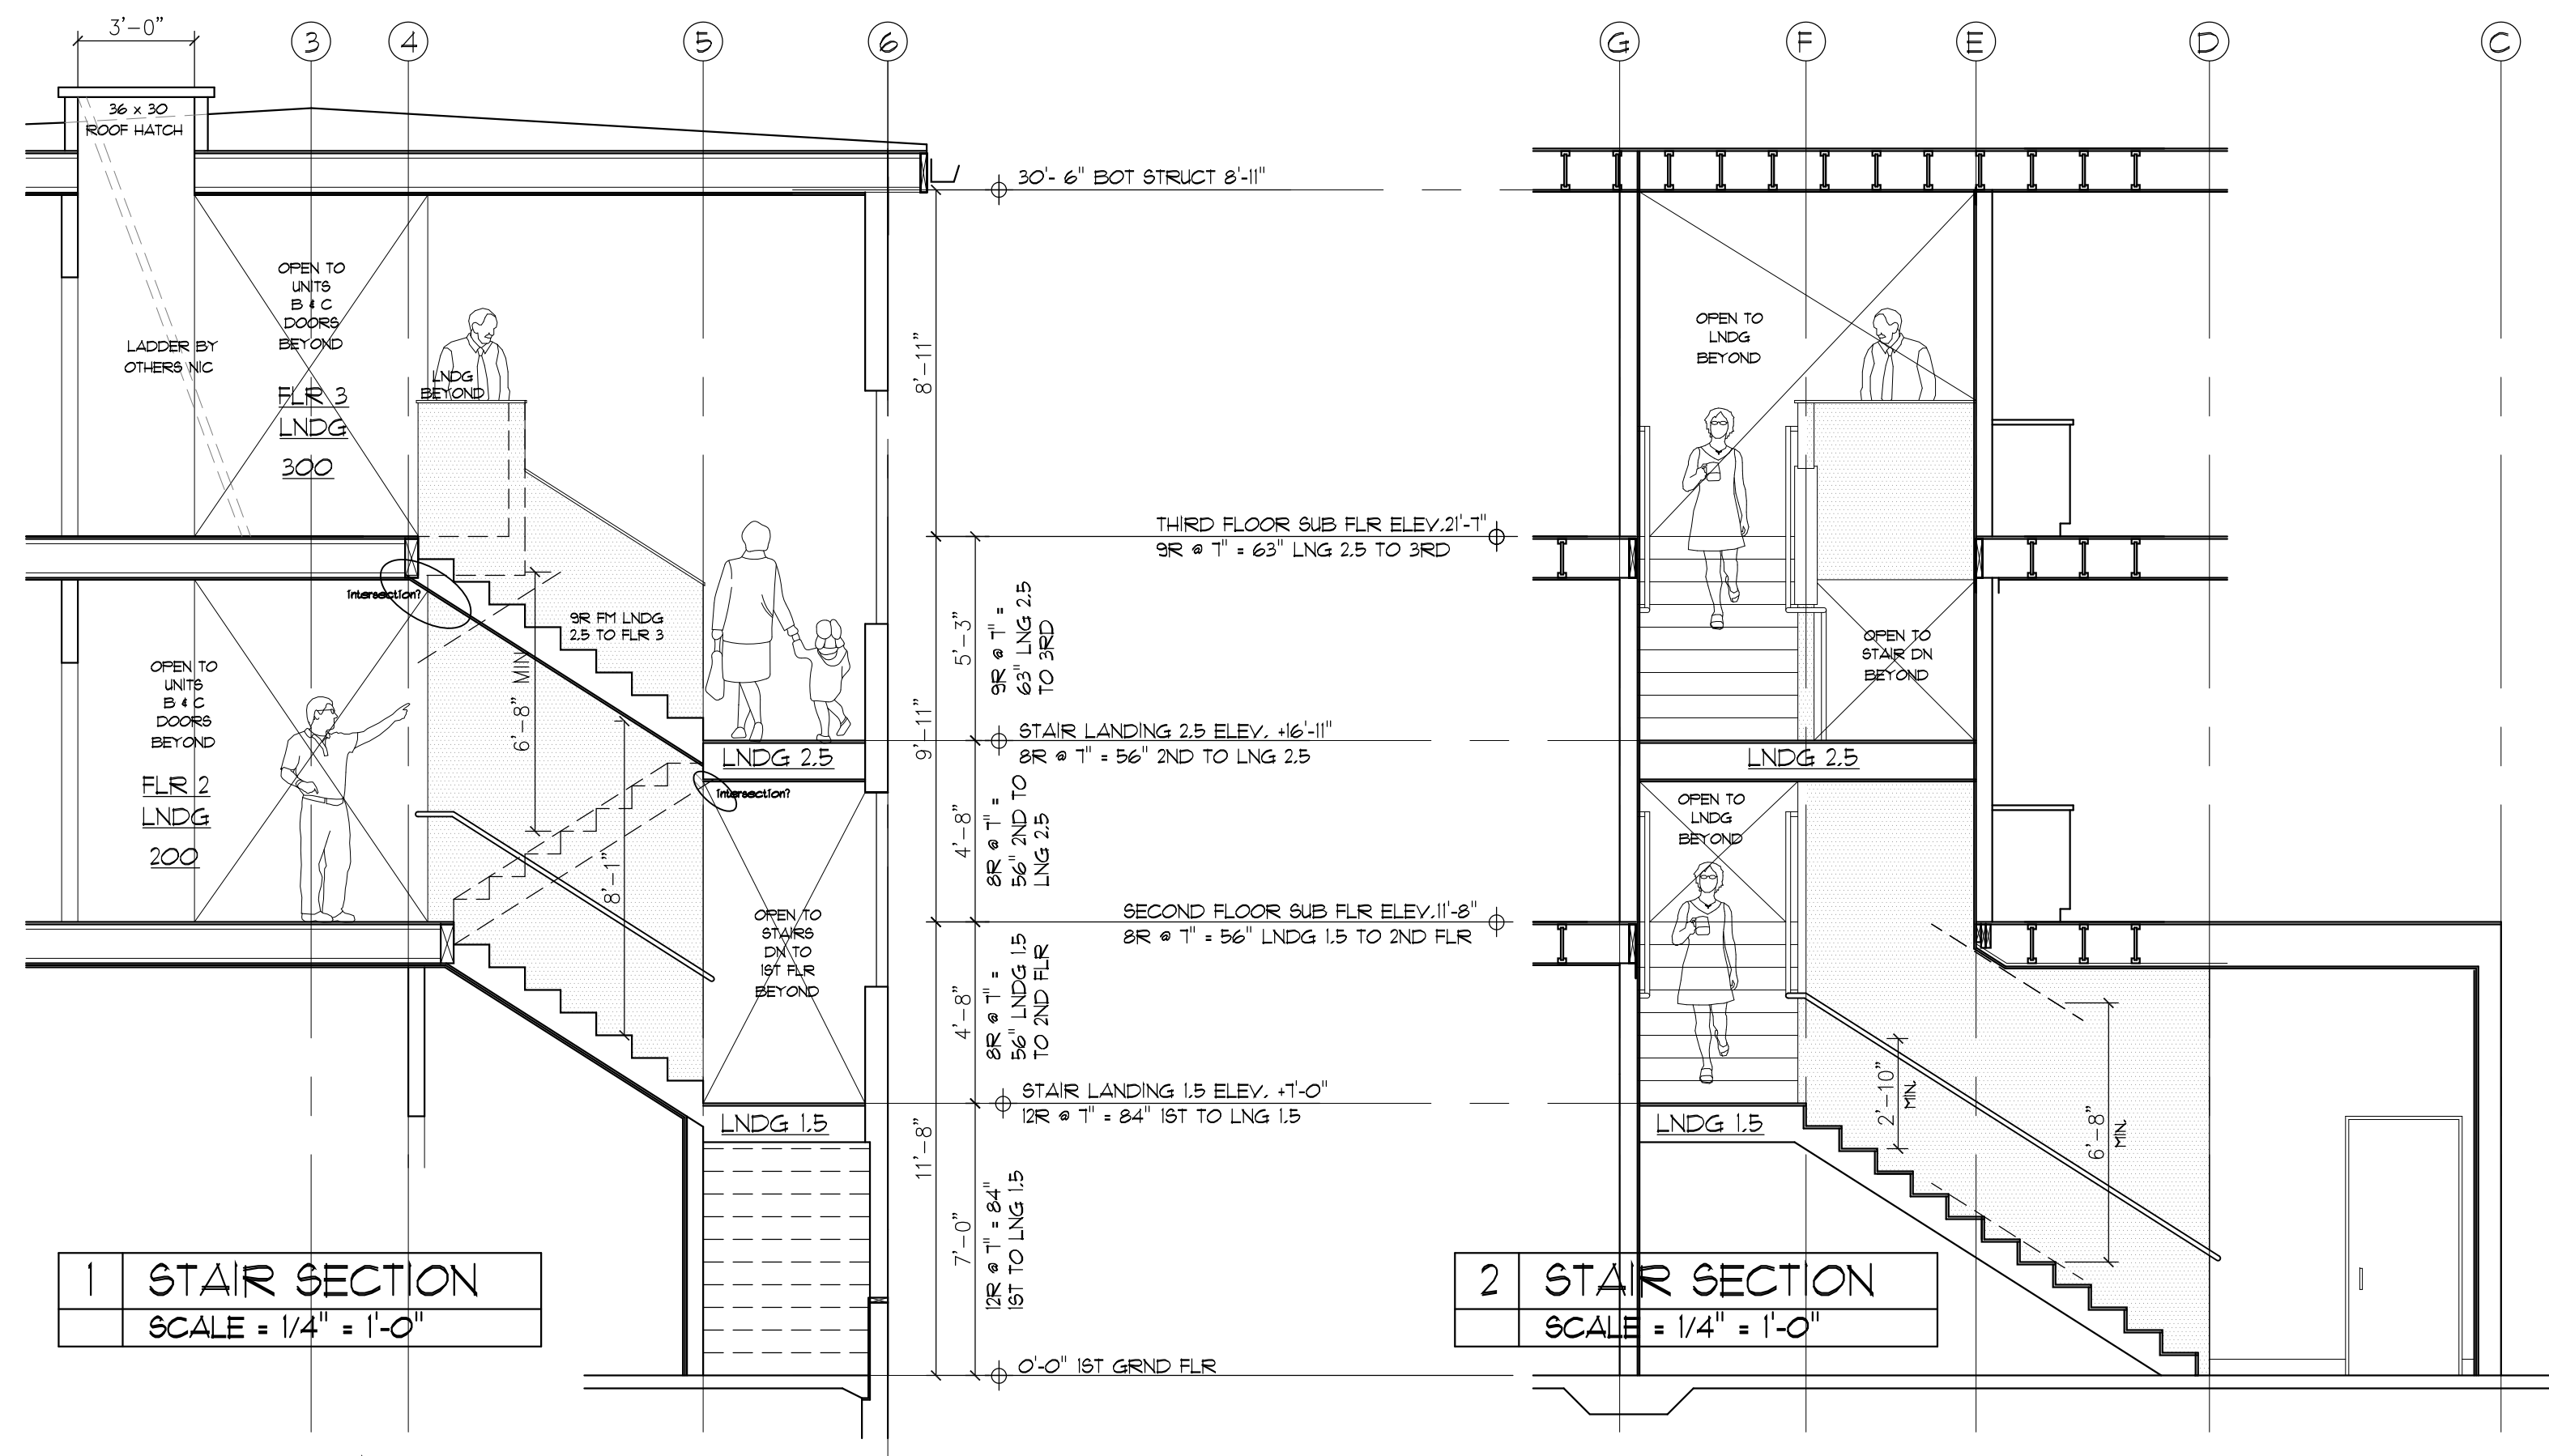 3'-0"
3
4
5
6
G
F
E
D
C
36 x 30
ROOF HATCH
30'- 6" BOT STRUCT 8'-11"
OPEN TO
UNITS
B & C
DOORS
BEYOND
LADDER BY
OTHERS NIC
FLR 3
LNDG
300
LNDG
BEYOND
8'-11"
OPEN TO
LNDG
BEYOND
THIRD FLOOR SUB FLR ELEV.21'-7"
9R @ 7" = 63" LNG 2.5 TO 3RD
intersection?
9R FM LNDG
2.5 TO FLR 3
6'-8" MIN.
5'-3"
9R @ 7" =
63" LNG 2.5
TO 3RD
OPEN TO
STAIR DN
BEYOND
OPEN TO
UNITS
B & C
DOORS
BEYOND
FLR 2
LNDG
200
9'-11"
STAIR LANDING 2.5 ELEV. +16'-11"
8R @ 7" = 56" 2ND TO LNG 2.5
LNDG 2.5
LNDG 2.5
intersection?
8'-1"
4'-8"
8R @ 7" =
56" 2ND TO
LNG 2.5
OPEN TO
LNDG
BEYOND
OPEN TO
STAIRS
DN TO
1ST FLR
BEYOND
SECOND FLOOR SUB FLR ELEV.11'-8"
8R @ 7" = 56" LNDG 1.5 TO 2ND FLR
4'-8"
8R @ 7" =
56" LNDG 1.5
TO 2ND FLR
STAIR LANDING 1.5 ELEV. +7'-0"
12R @ 7" = 84" 1ST TO LNG 1.5
LNDG 1.5
LNDG 1.5
11'-8"
2'-10"
MIN.
6'-8"
MIN.
7'-0"
12R @ 7" = 84"
1ST TO LNG 1.5
0'-0" 1ST GRND FLR
1
STAIR SECTION
SCALE = 1/4" = 1'-0"
2
STAIR SECTION
SCALE = 1/4" = 1'-0"